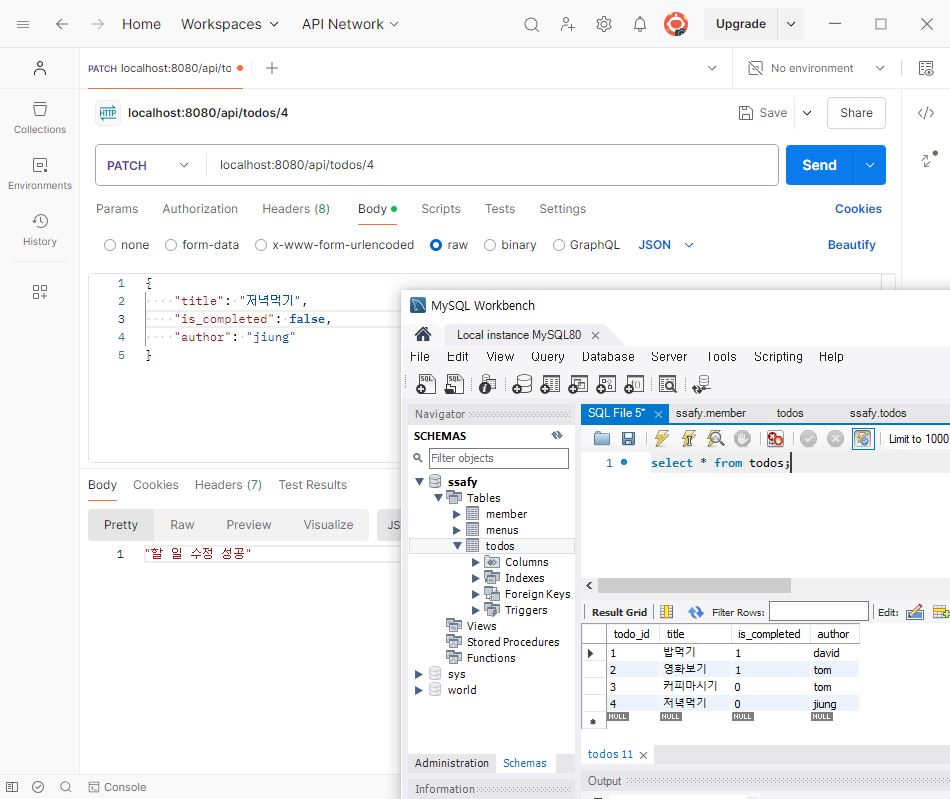 Home Workspaces API Network Upgrade
PATCH localhost:8080/api/to No environment
Collections
Environments
History
HTTP localhost:8080/api/todos/4 Save Share
PATCH localhost:8080/api/todos/4 Send
Params Authorization Headers (8) Body Scripts Tests Settings Cookies
none form-data x-www-form-urlencoded raw binary GraphQL JSON Beautify
1 {
2 "title": "저녁먹기",
3 "is_completed": false,
4 "author": "jiung"
5 }
Body Cookies Headers (7) Test Results
Pretty Raw Preview Visualize JS
1 "할 일 수정 성공"
Console
MySQL Workbench
Local instance MySQL80
File Edit View Query Database Server Tools Scripting Help
Navigator
SCHEMAS
Filter objects
ssafy
Tables
member
menus
todos
Columns
Indexes
Foreign Keys
Triggers
Views
Stored Procedures
Functions
sys
world
Administration Schemas
Information
SQL File 5* ssafy.member todos ssafy.todos
Limit to 1000
1 select * from todos;
Result Grid Filter Rows: Edit:
todo_id title is_completed author
1 밥먹기 1 david
2 영화보기 1 tom
3 커피마시기 0 tom
4 저녁먹기 0 jiung
NULL NULL NULL NULL
todos 11
Output